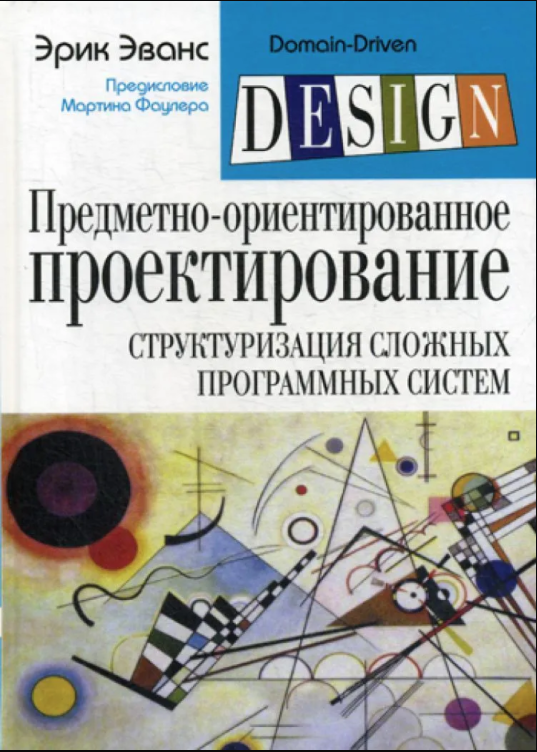 Эрик Эванс
Предисловие
Мартина Фаулера
Domain-Driven
DESIGN
Предметно-ориентированное
проектирование
СТРУКТУРИЗАЦИЯ СЛОЖНЫХ
ПРОГРАММНЫХ СИСТЕМ